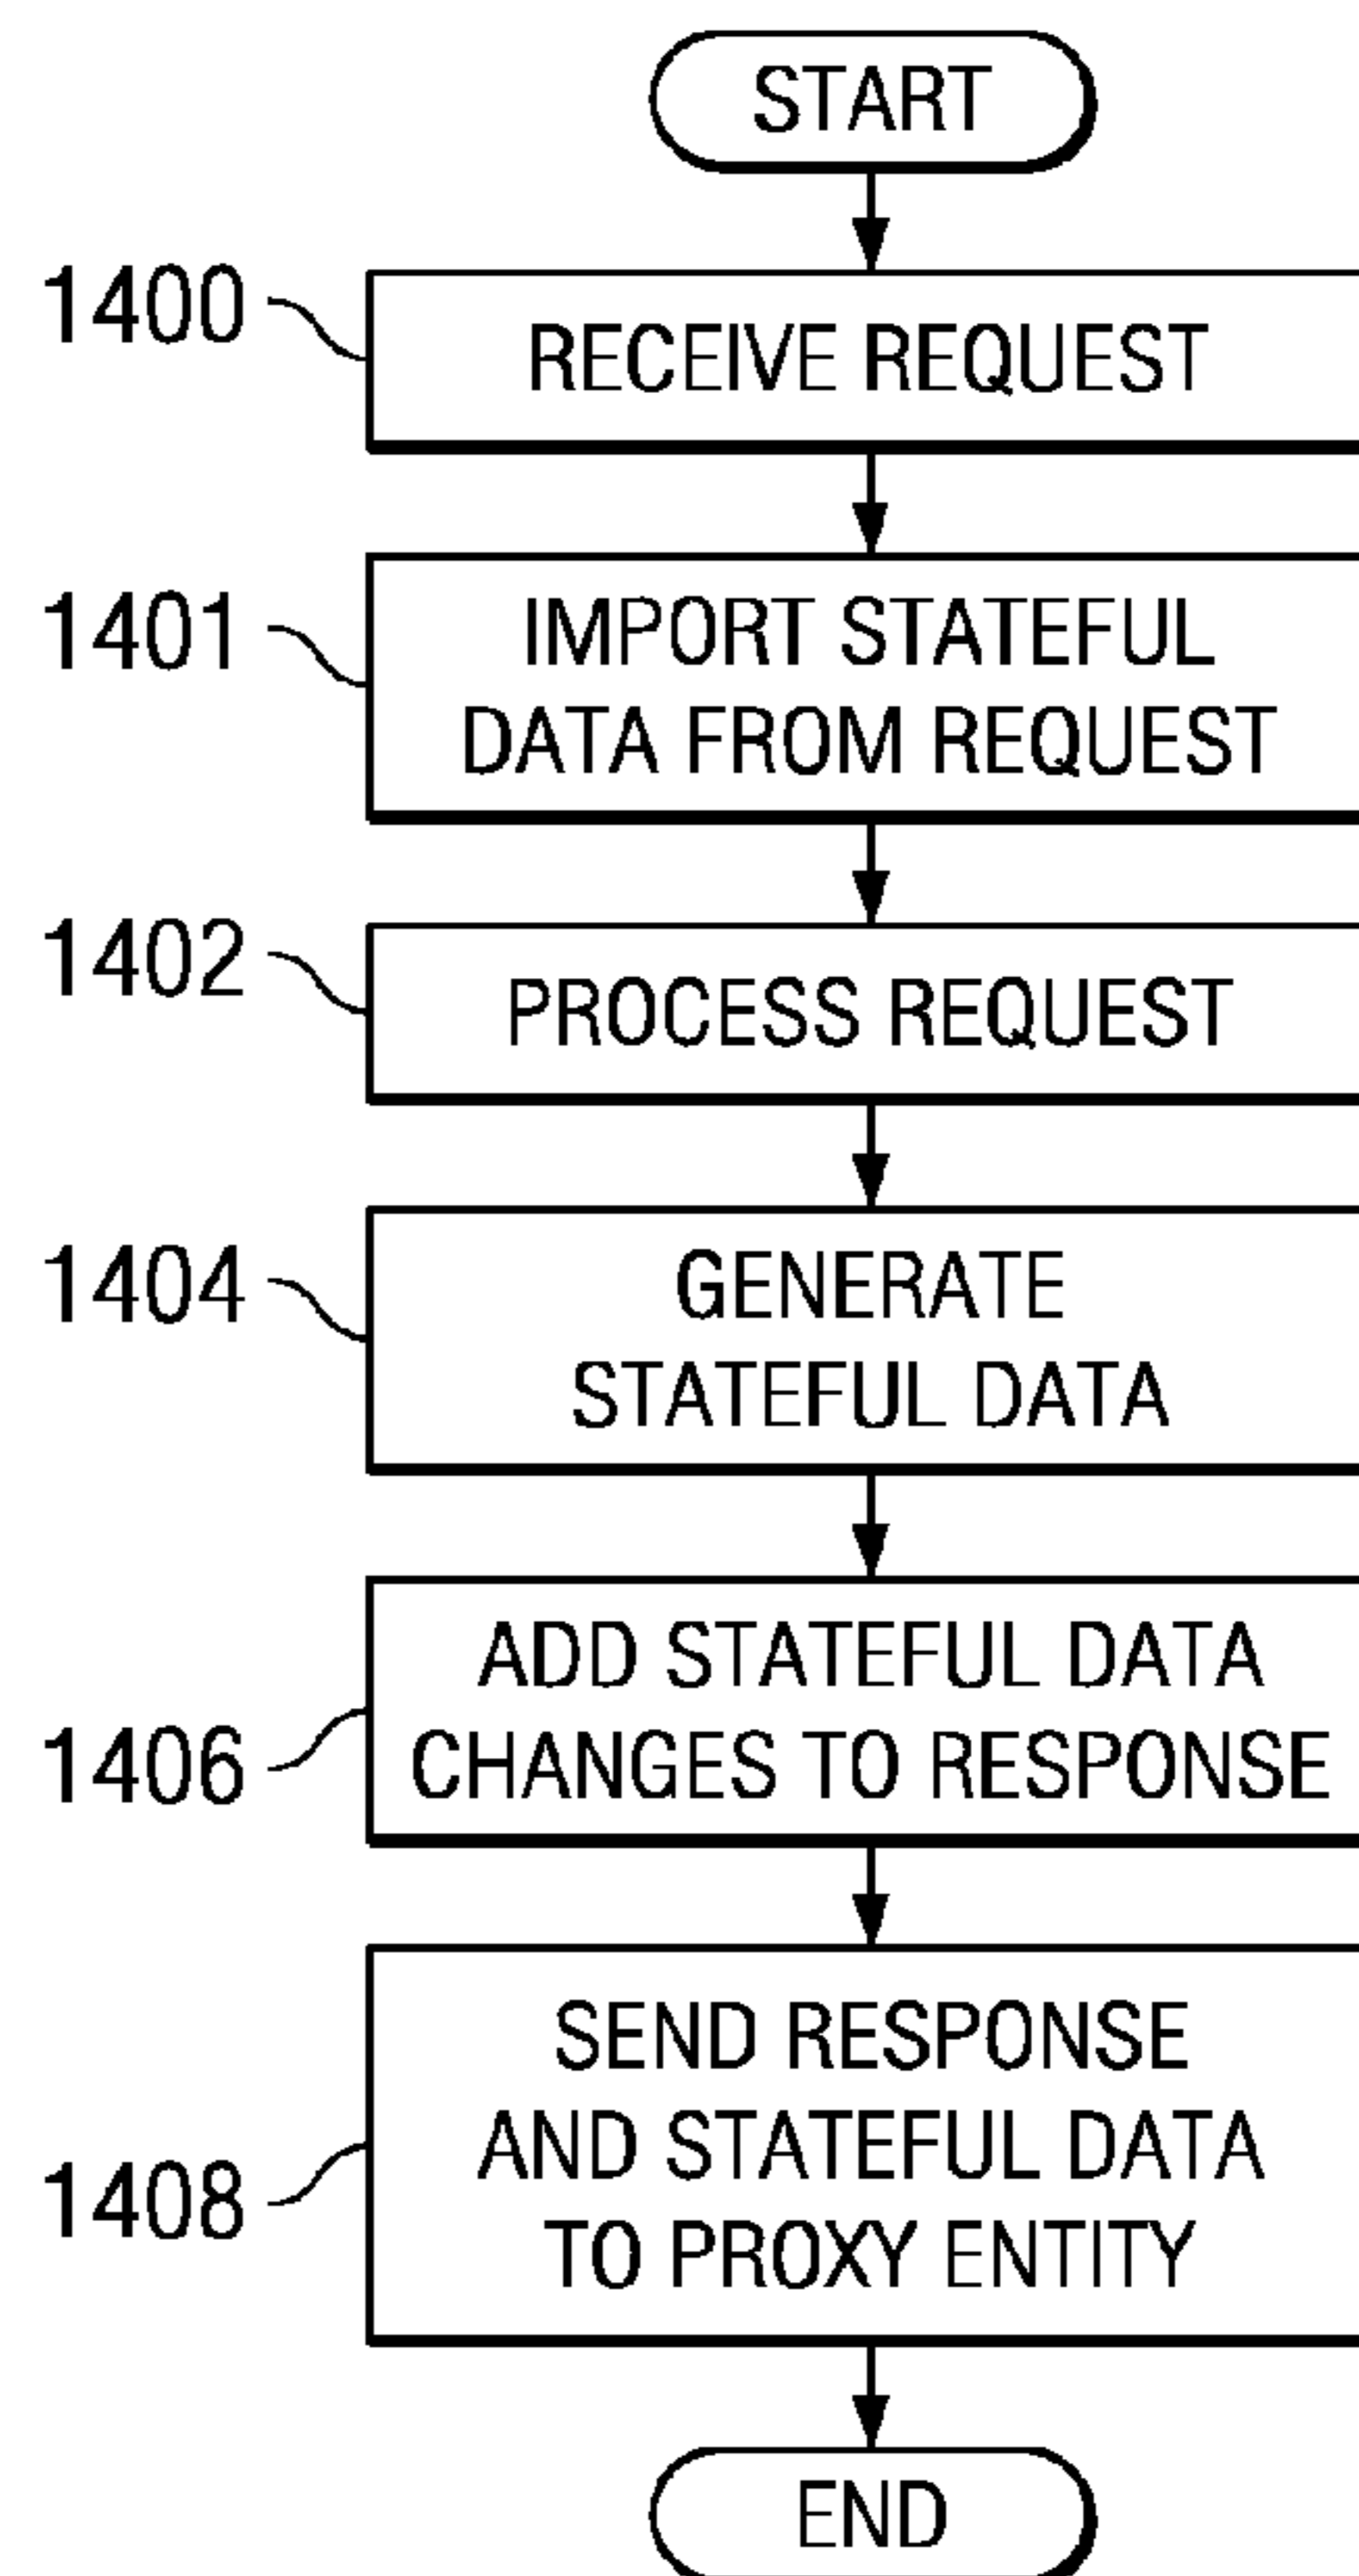 START
1400
RECEIVE REQUEST
1401
IMPORT STATEFUL
DATA FROM REQUEST
1402
PROCESS REQUEST
1404
GENERATE
STATEFUL DATA
1406
ADD STATEFUL DATA
CHANGES TO RESPONSE
1408
SEND RESPONSE
AND STATEFUL DATA
TO PROXY ENTITY
END